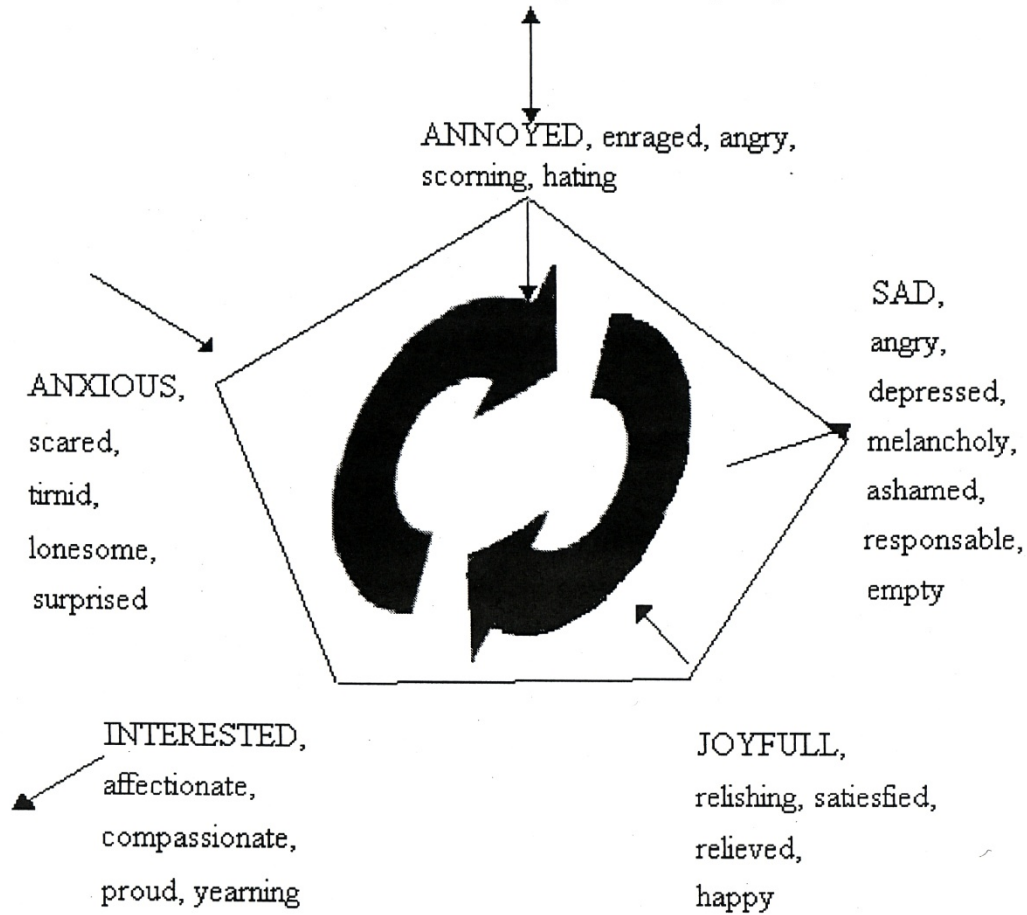 ANNOYED, enraged, angry,
scorning, hating
SAD,
angry,
depressed,
melancholy,
ashamed,
responsable,
empty
ANXIOUS,
scared,
timid,
lonesome,
surprised
INTERESTED,
affectionate,
compassionate,
proud, yearning
JOYFULL,
relishing, satiesfied,
relieved,
happy